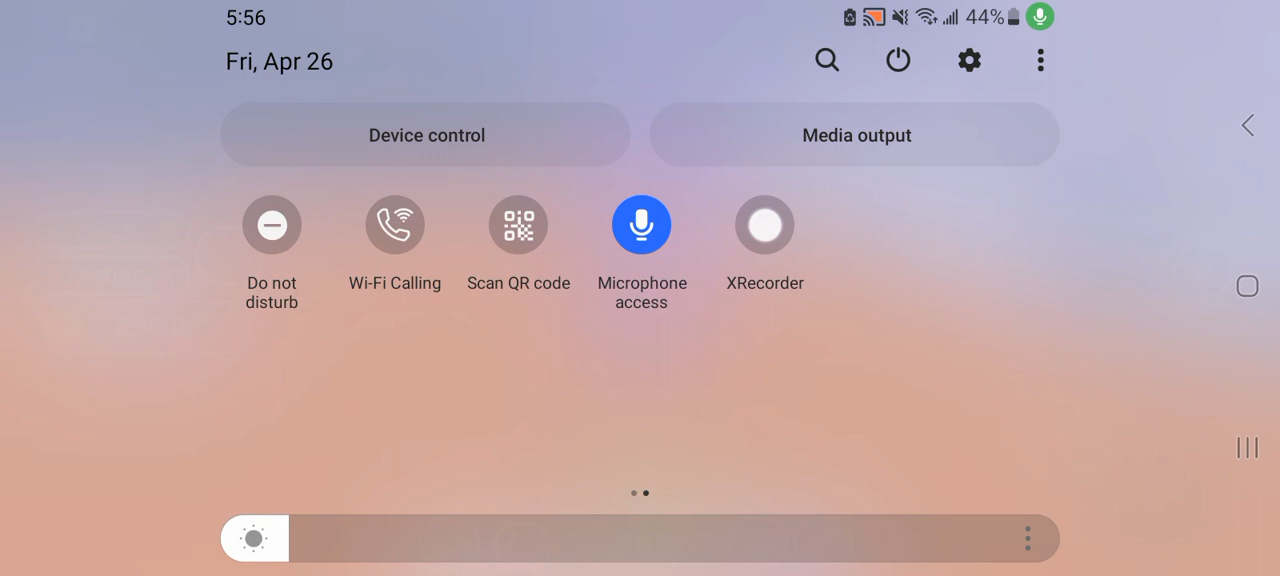 5:56
44%
Fri, Apr 26
Device control
Media output
Do not
disturb
Wi-Fi Calling
Scan QR code
Microphone
access
XRecorder